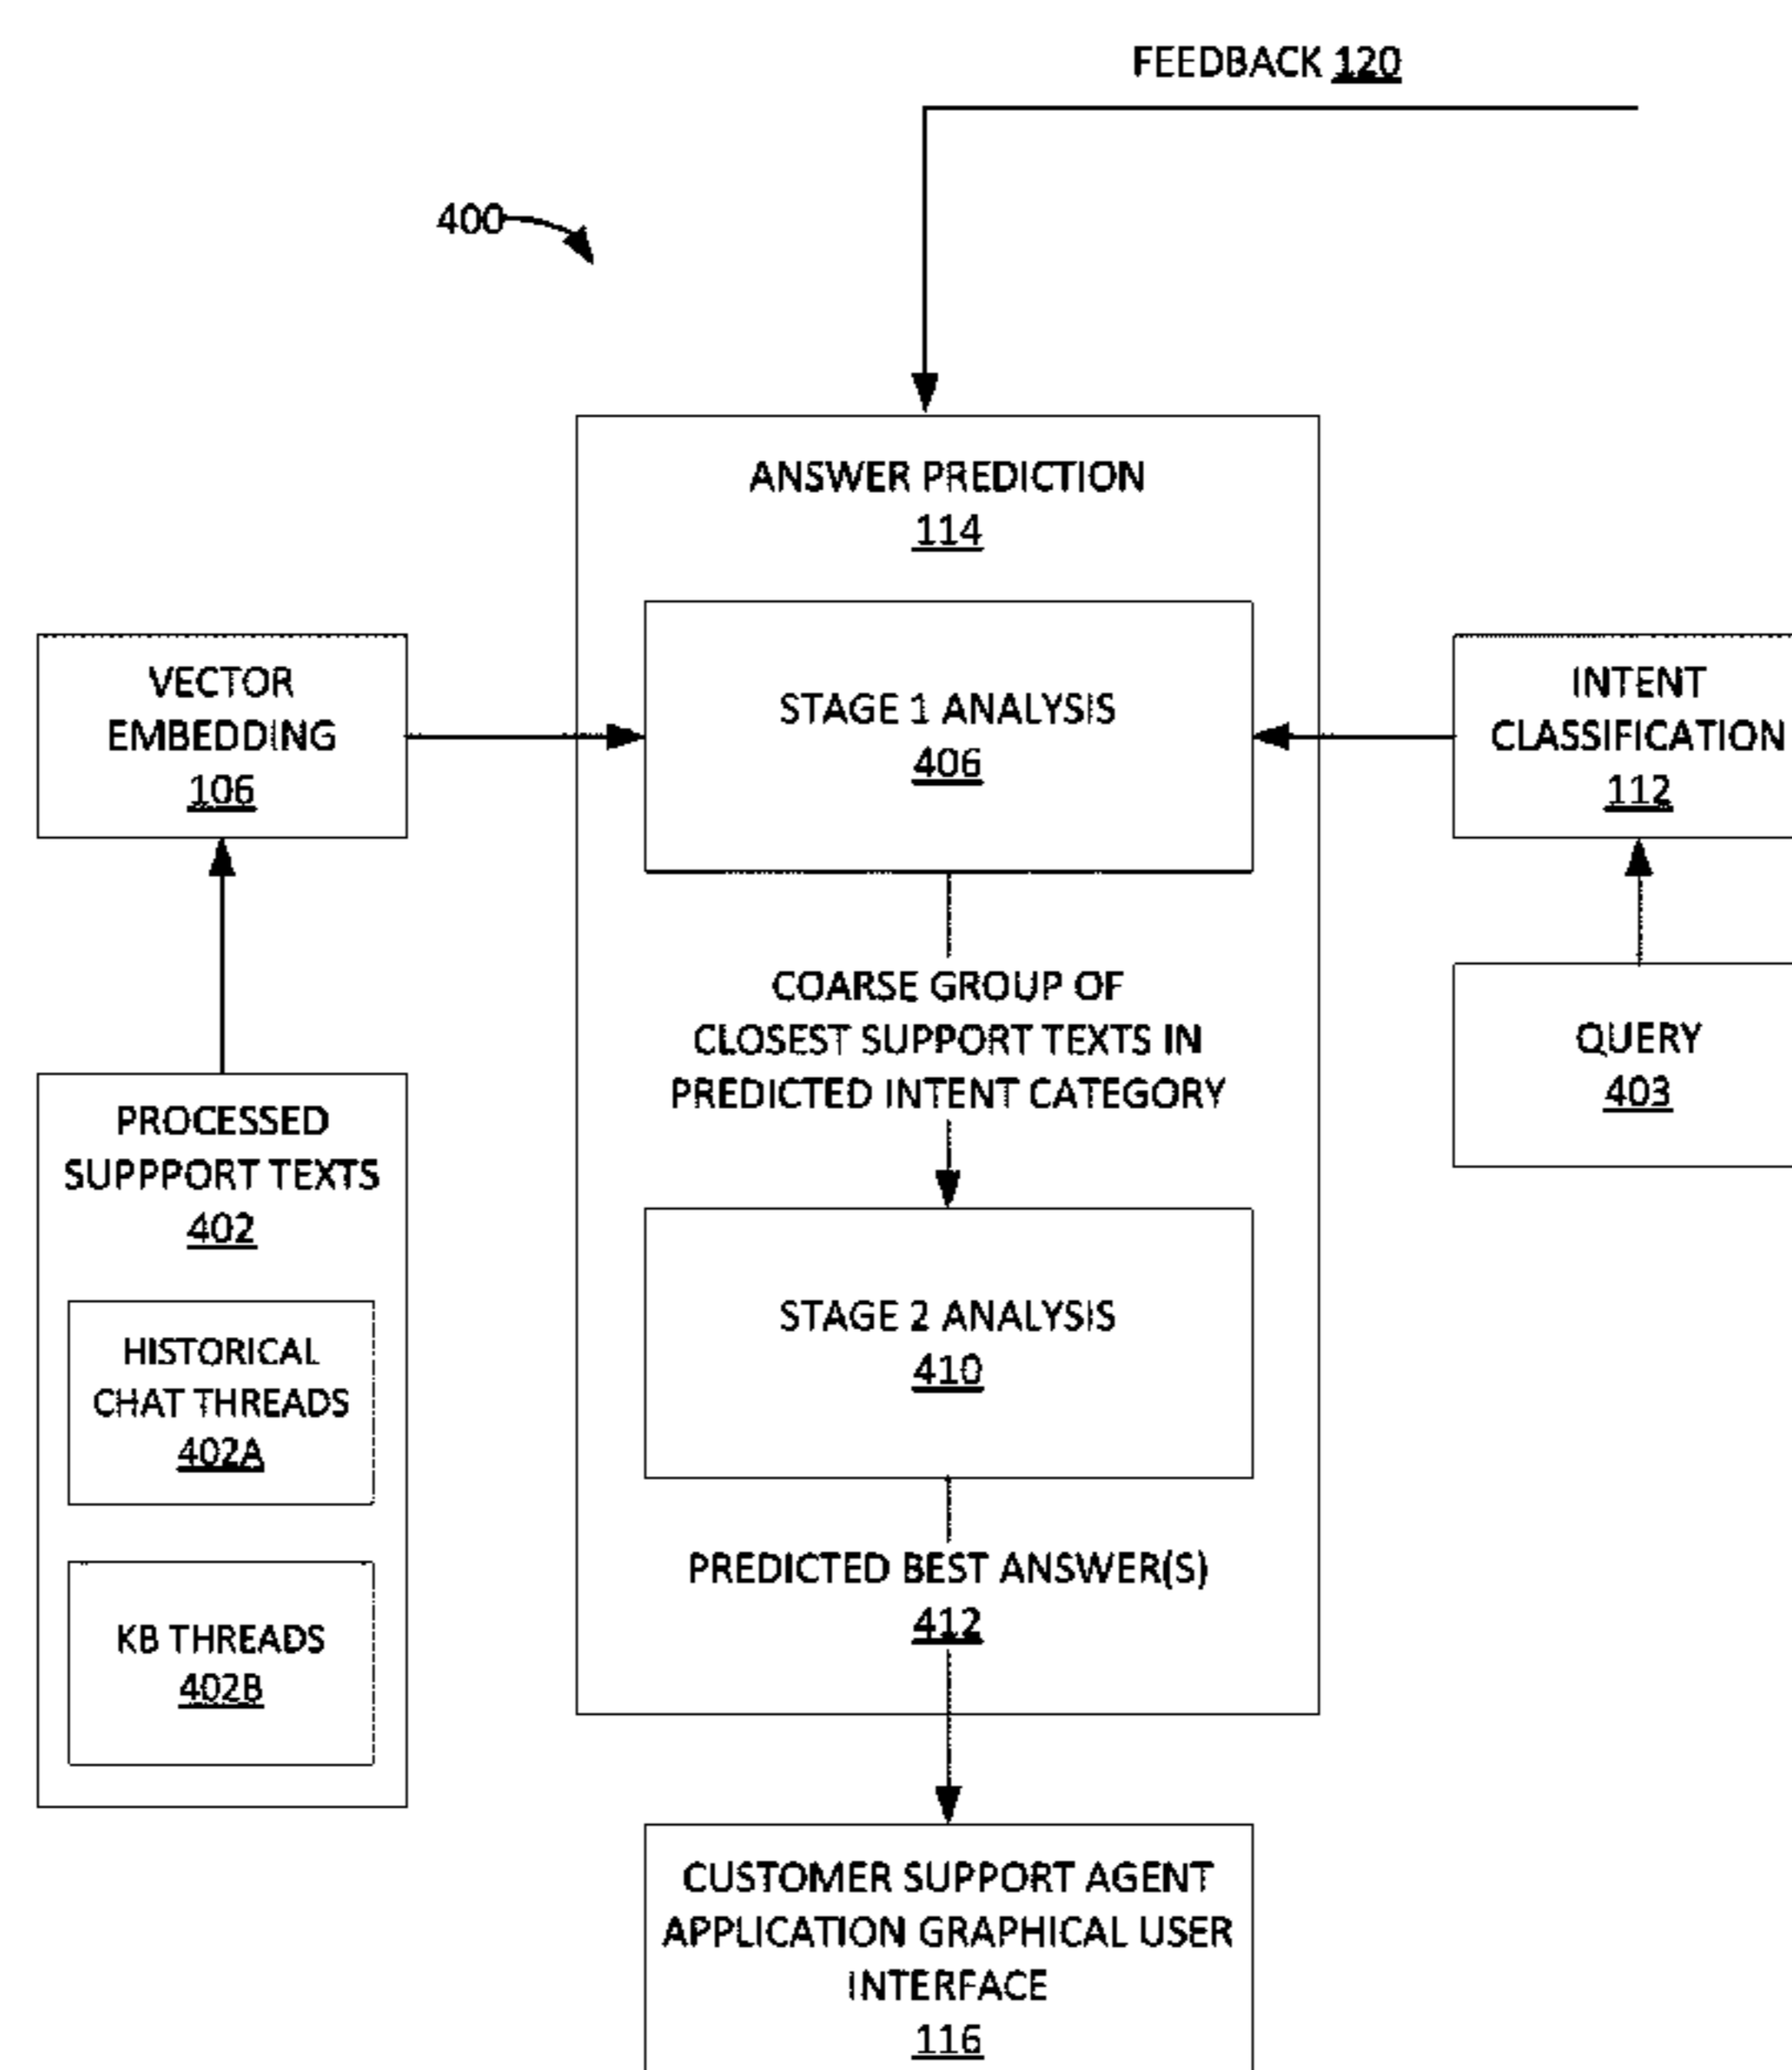 FEEDBACK 120
400
ANSWER PREDICTION
114
VECTOR
EMBEDDING
106
STAGE 1 ANALYSIS
406
INTENT
CLASSIFICATION
112
COARSE GROUP OF
CLOSEST SUPPORT TEXTS IN
PREDICTED INTENT CATEGORY
QUERY
403
PROCESSED
SUPPPORT TEXTS
402
HISTORICAL
CHAT THREADS
402A
KB THREADS
402B
STAGE 2 ANALYSIS
410
PREDICTED BEST ANSWER(S)
412
CUSTOMER SUPPORT AGENT
APPLICATION GRAPHICAL USER
INTERFACE
116